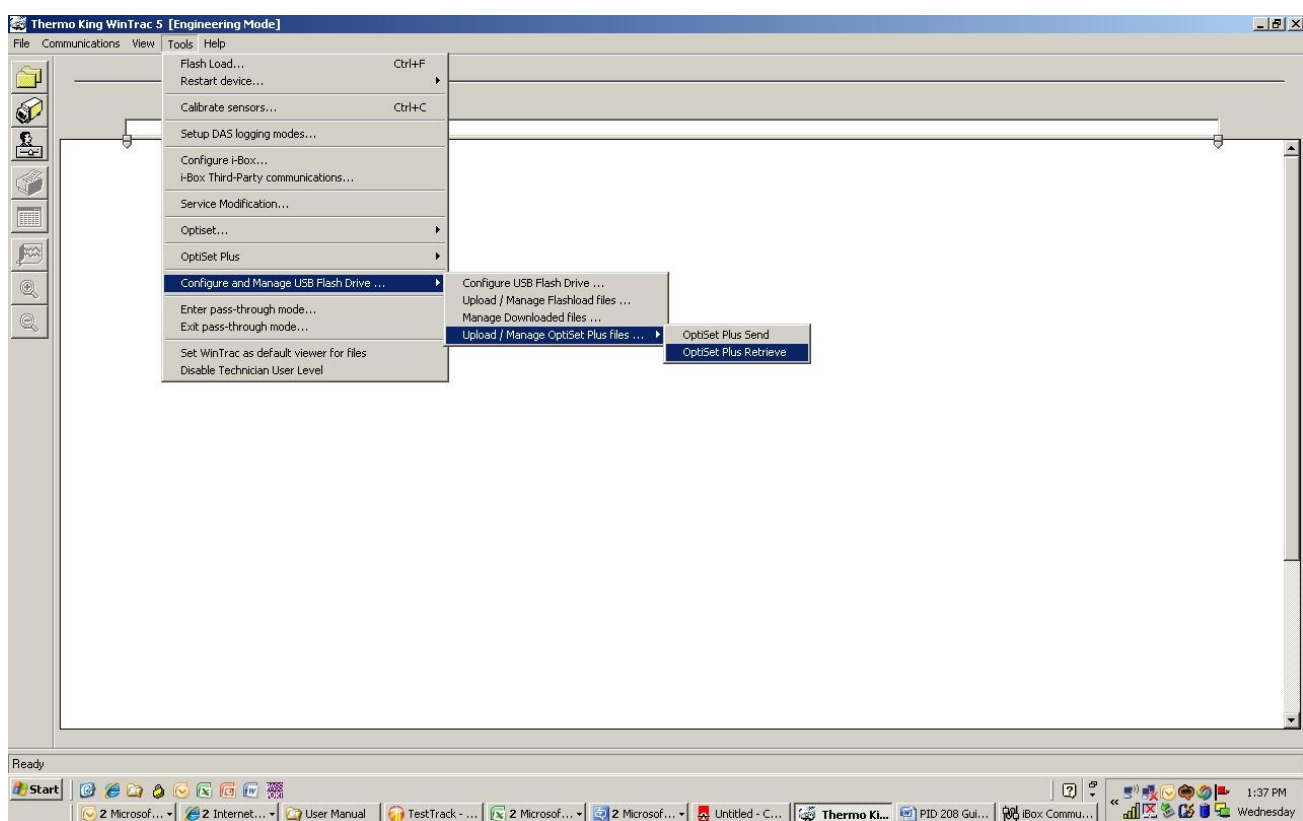 Thermo King WinTrac 5 [Engineering Mode]
File Communications View Tools Help
Flash Load... Ctrl+F
Restart device...
Calibrate sensors... Ctrl+C
Setup DAS logging modes...
Configure i-Box...
i-Box Third-Party communications...
Service Modification...
Optiset...
OptiSet Plus
Configure and Manage USB Flash Drive ...
Enter pass-through mode...
Exit pass-through mode...
Set WinTrac as default viewer for files
Disable Technician User Level
Configure USB Flash Drive ...
Upload / Manage Flashload files ...
Manage Downloaded files ...
Upload / Manage OptiSet Plus files ...
OptiSet Plus Send
OptiSet Plus Retrieve
Ready
Start
1:37 PM
2 Microsof... 2 Internet... User Manual TestTrack - ... 2 Microsof... 2 Microsof... Untitled - C... Thermo Ki... PID 208 Gui... iBox Commu... Wednesday